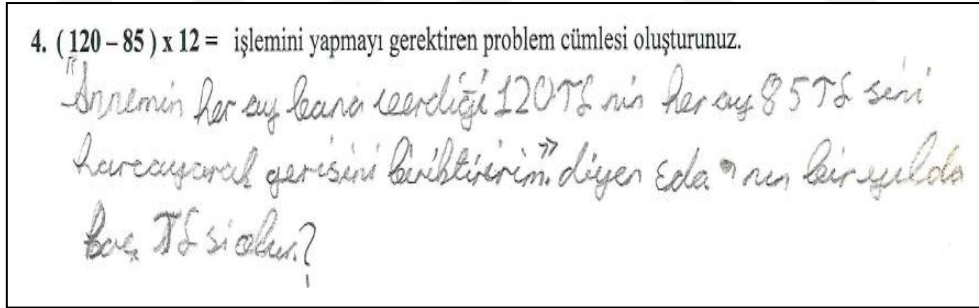 4. ( 120 – 85 ) x 12 = işlemini yapmayı gerektiren problem cümlesi oluşturunuz.
"Annemin her ay bana verdiği 120 TL nin her ay 85 TL sini
harcayarak gerisini biriktiririm." diyen Eda'nın bir yılda
kaç TL si olur?